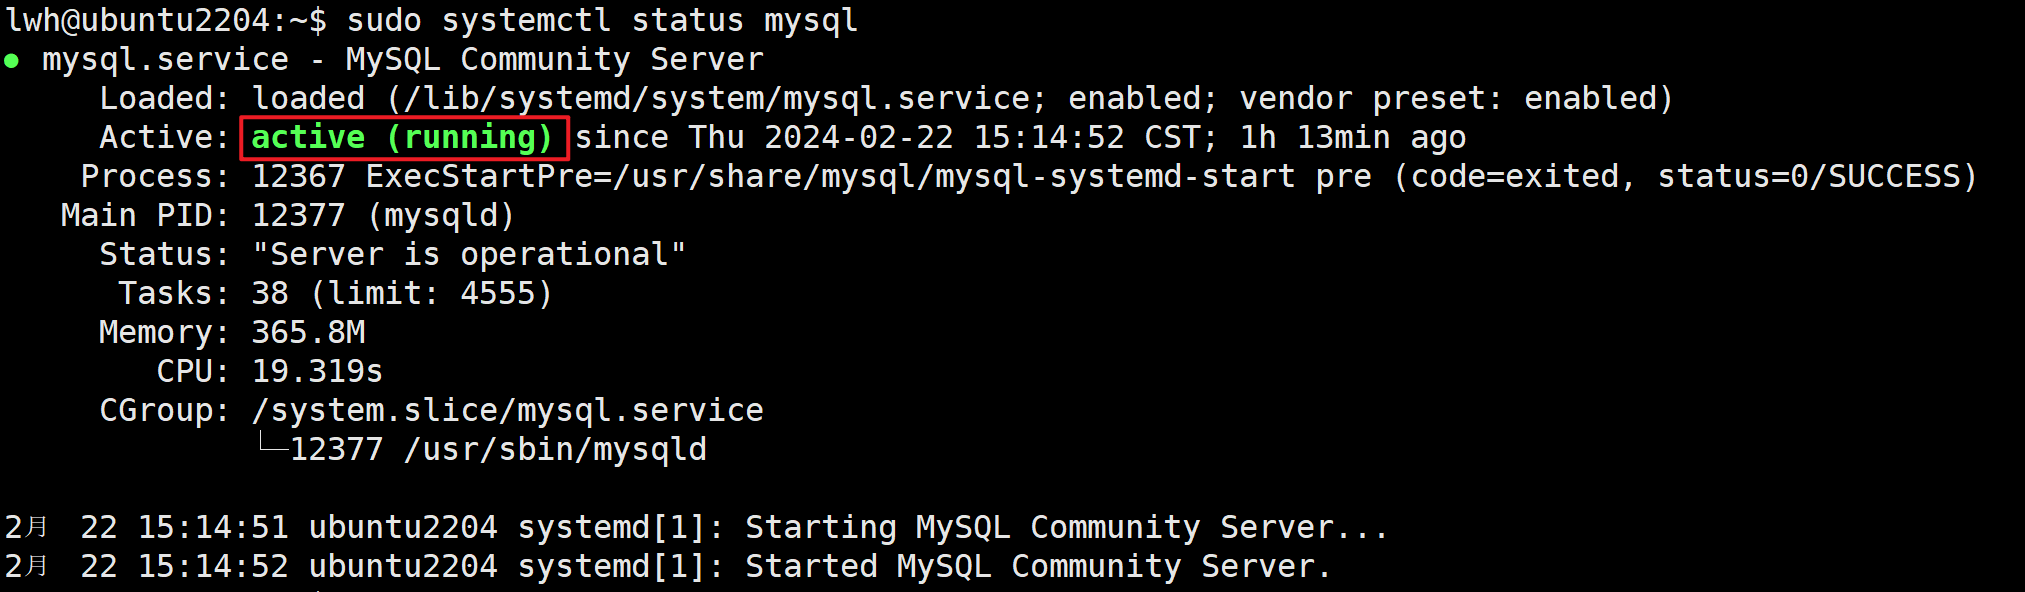 lwh@ubuntu2204:~$ sudo systemctl status mysql
● mysql.service - MySQL Community Server
Loaded: loaded (/lib/systemd/system/mysql.service; enabled; vendor preset: enabled)
Active: active (running) since Thu 2024-02-22 15:14:52 CST; 1h 13min ago
Process: 12367 ExecStartPre=/usr/share/mysql/mysql-systemd-start pre (code=exited, status=0/SUCCESS)
Main PID: 12377 (mysqld)
Status: "Server is operational"
Tasks: 38 (limit: 4555)
Memory: 365.8M
CPU: 19.319s
CGroup: /system.slice/mysql.service
└─12377 /usr/sbin/mysqld
2月 22 15:14:51 ubuntu2204 systemd[1]: Starting MySQL Community Server...
2月 22 15:14:52 ubuntu2204 systemd[1]: Started MySQL Community Server.